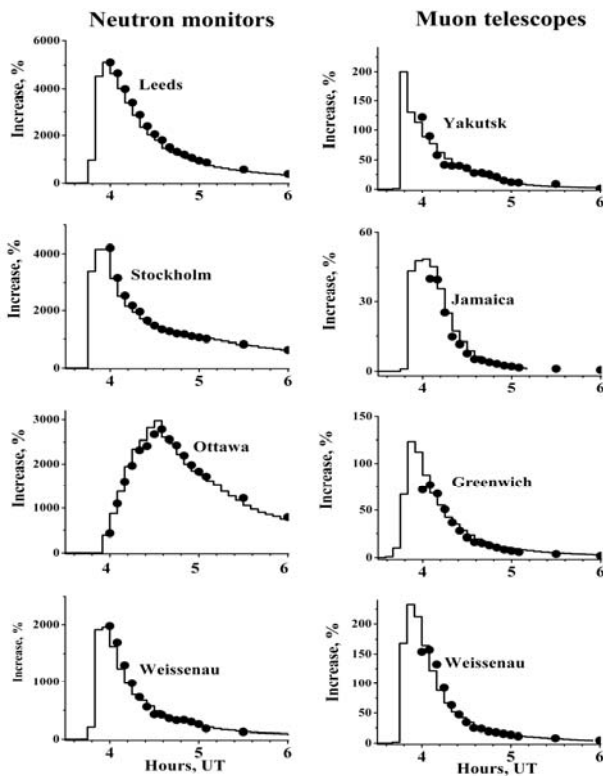 Neutron monitors
Muon telescopes
Increase, %
6000
4000
2000
0
Leeds
4
5
6
Increase, %
200
150
100
50
0
Yakutsk
4
5
6
Increase, %
4000
2000
0
Stockholm
4
5
6
Increase, %
60
30
0
Jamaica
4
5
6
Increase, %
3000
2000
1000
0
Ottawa
4
5
6
Increase, %
150
100
50
0
Greenwich
4
5
6
Increase, %
2000
1000
0
Weissenau
4
5
6
Hours, UT
Increase, %
200
150
100
50
0
Weissenau
4
5
6
Hours, UT